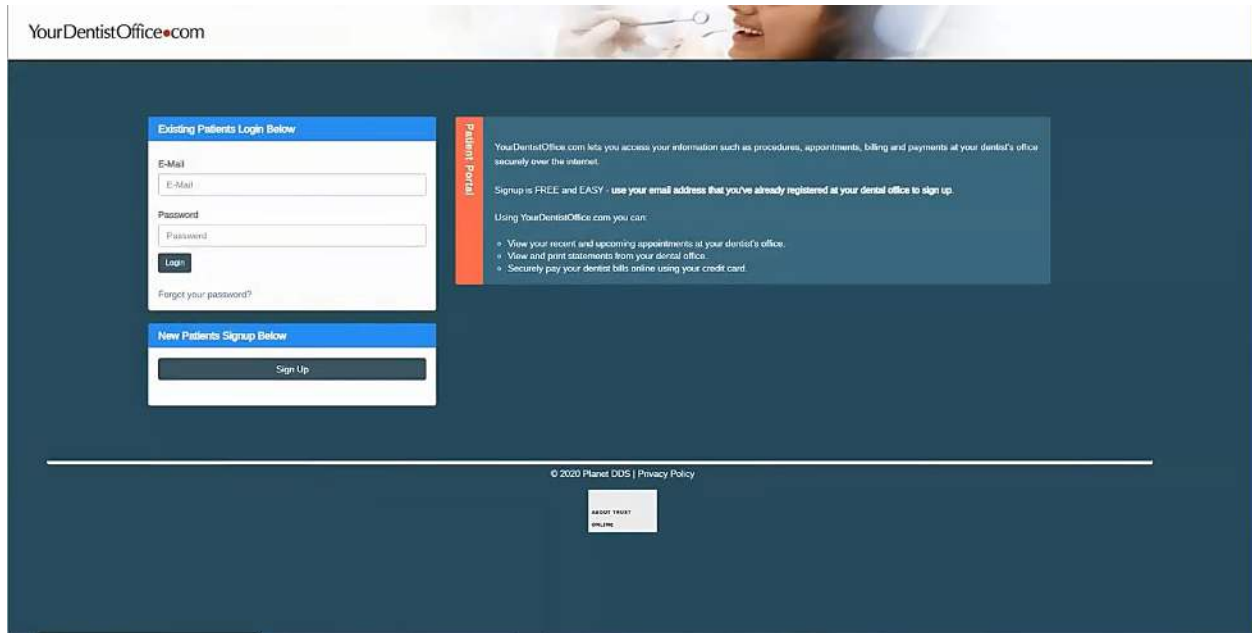 YourDentistOffice.com
Existing Patients Login Below
E-Mail
E-Mail
Password
Password
Login
Forgot your password?
New Patients Signup Below
Sign Up
Patient Portal
YourDentistOffice.com lets you access your information such as procedures, appointments, billing and payments at your dentist's office
securely over the internet.
Signup is FREE and EASY - use your email address that you've already registered at your dental office to sign up.
Using YourDentistOffice.com you can:
View your recent and upcoming appointments at your dentist's office.
View and print statements from your dental office.
Securely pay your dentist bills online using your credit card.
© 2020 Planet DDS | Privacy Policy
ABOUT TRUST
ONLINE